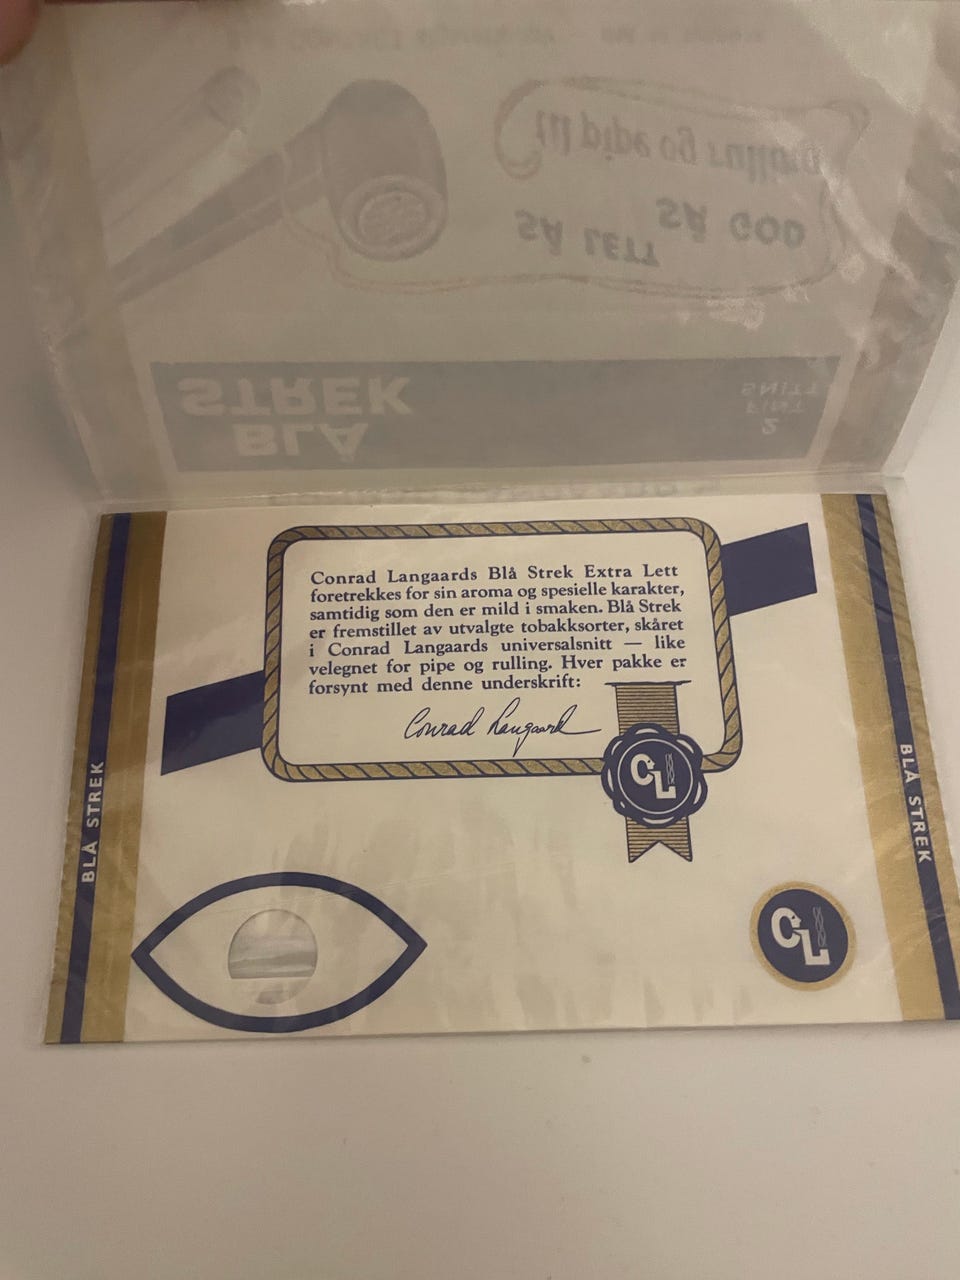 BLÅ
STREK
2
FINT
SNITT
SÅ LETT SÅ GOD
til pipe og rulling
Conrad Langaards Blå Strek Extra Lett
foretrekkes for sin aroma og spesielle karakter,
samtidig som den er mild i smaken. Blå Strek
er fremstillet av utvalgte tobakksorter, skåret
i Conrad Langaards universalsnitt — like
velegnet for pipe og rulling. Hver pakke er
forsynt med denne underskrift:
Conrad Langaard
CL
BLÅ STREK
BLÅ STREK
CL